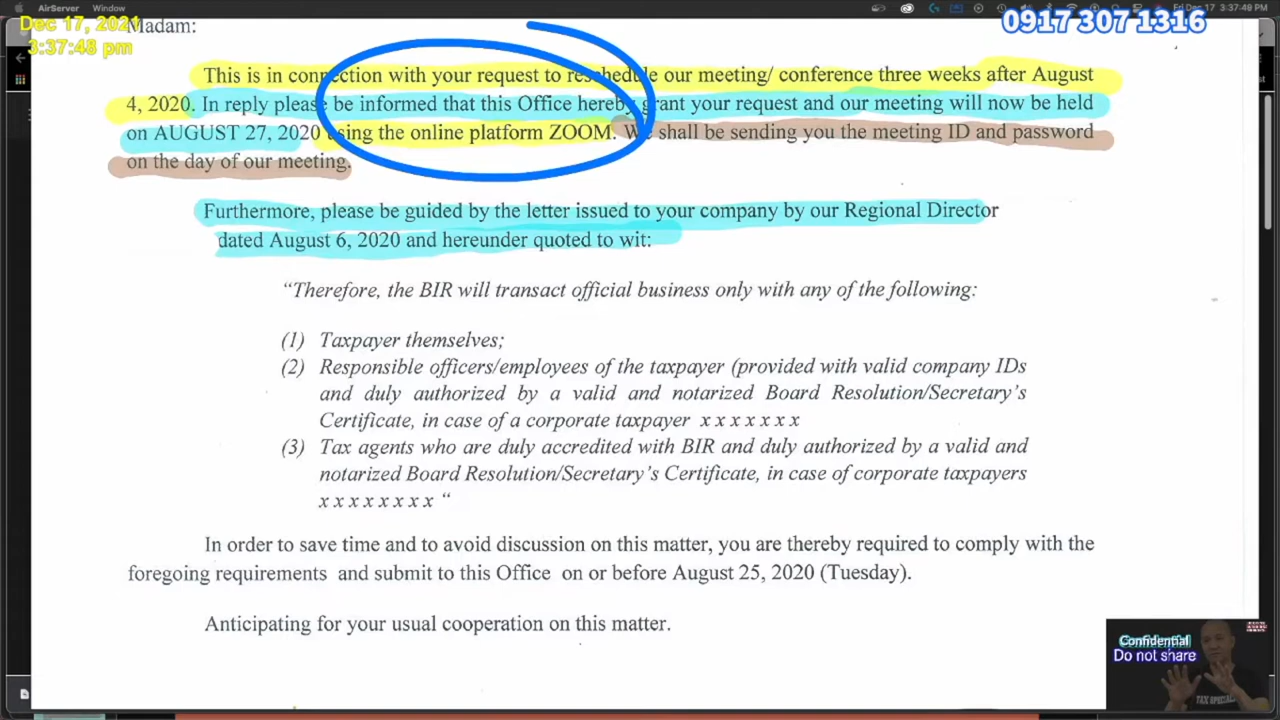 AirServer Window
Fri Dec 17 3:37:49 PM
Dec 17, 2021
3:37:48 pm
0917 307 1316
Madam:
This is in connection with your request to reschedule our meeting/ conference three weeks after August
4, 2020. In reply please be informed that this Office hereby grant your request and our meeting will now be held
on AUGUST 27, 2020 using the online platform ZOOM. We shall be sending you the meeting ID and password
on the day of our meeting.
Furthermore, please be guided by the letter issued to your company by our Regional Director
dated August 6, 2020 and hereunder quoted to wit:
“Therefore, the BIR will transact official business only with any of the following:
(1) Taxpayer themselves;
(2) Responsible officers/employees of the taxpayer (provided with valid company IDs
and duly authorized by a valid and notarized Board Resolution/Secretary’s
Certificate, in case of a corporate taxpayer x x x x x x x
(3) Tax agents who are duly accredited with BIR and duly authorized by a valid and
notarized Board Resolution/Secretary’s Certificate, in case of corporate taxpayers
x x x x x x x x “
In order to save time and to avoid discussion on this matter, you are thereby required to comply with the
foregoing requirements and submit to this Office on or before August 25, 2020 (Tuesday).
Anticipating for your usual cooperation on this matter.
Confidential
Do not share